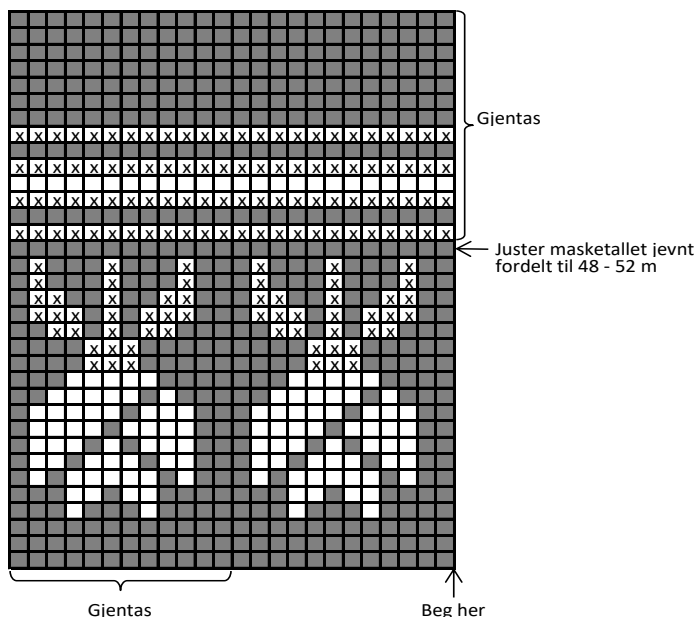 Gjentas
Juster masketallet jevnt
fordelt til 48 - 52 m
Gjentas
Beg her